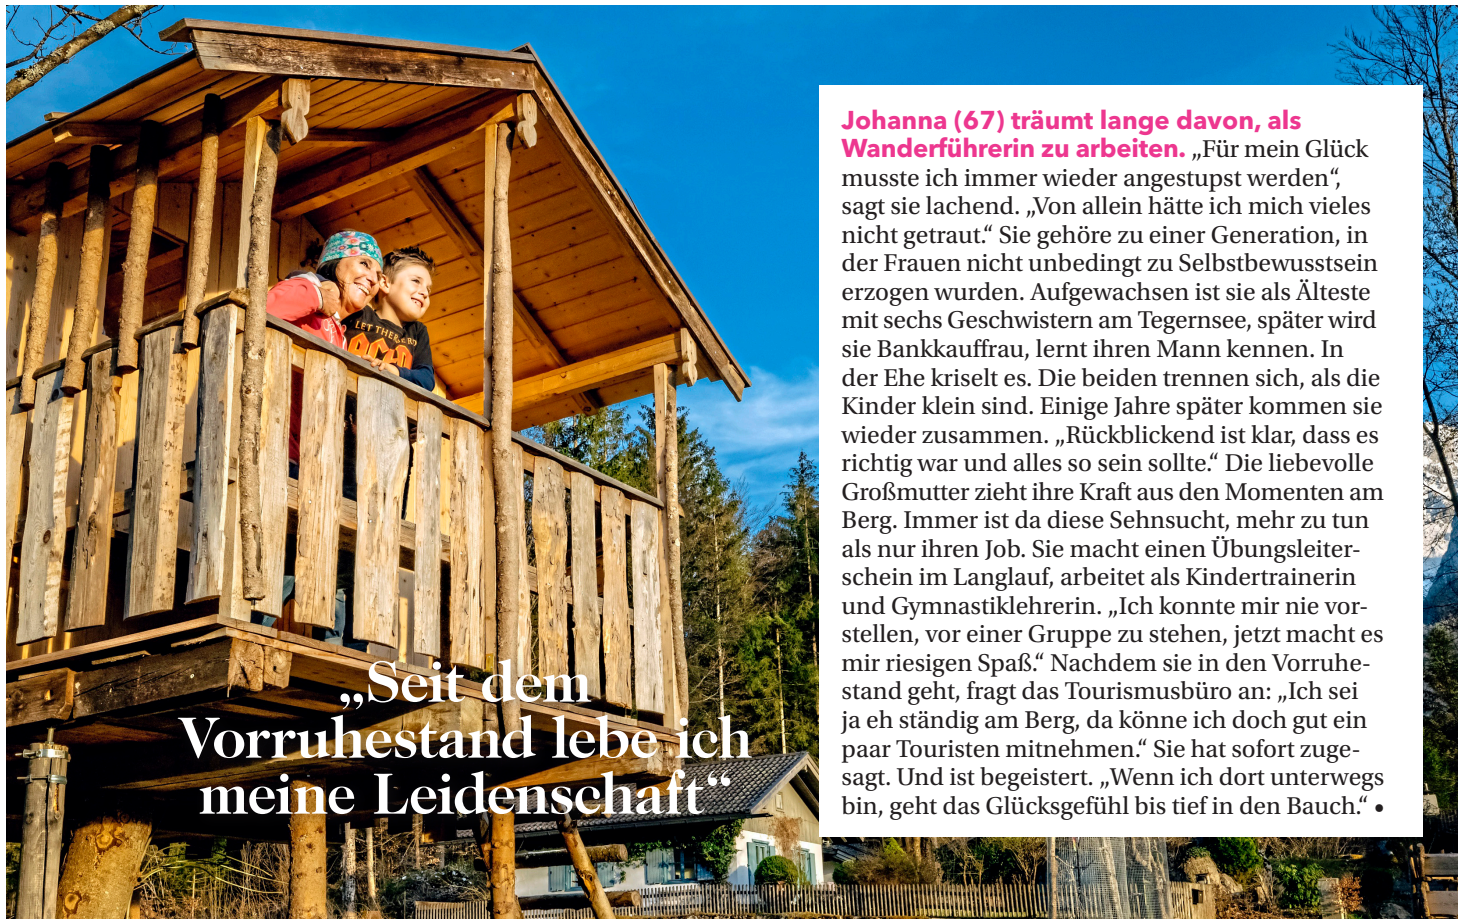 Johanna (67) träumt lange davon, als
Wanderführerin zu arbeiten. „Für mein Glück
musste ich immer wieder angestupst werden“,
sagt sie lachend. „Von allein hätte ich mich vieles
nicht getraut.“ Sie gehöre zu einer Generation, in
der Frauen nicht unbedingt zu Selbstbewusstsein
erzogen wurden. Aufgewachsen ist sie als Älteste
mit sechs Geschwistern am Tegernsee, später wird
sie Bankkauffrau, lernt ihren Mann kennen. In
der Ehe kriselt es. Die beiden trennen sich, als die
Kinder klein sind. Einige Jahre später kommen sie
wieder zusammen. „Rückblickend ist klar, dass es
richtig war und alles so sein sollte.“ Die liebevolle
Großmutter zieht ihre Kraft aus den Momenten am
Berg. Immer ist da diese Sehnsucht, mehr zu tun
als nur ihren Job. Sie macht einen Übungsleiter-
schein im Langlauf, arbeitet als Kindertrainerin
und Gymnastiklehrerin. „Ich konnte mir nie vor-
stellen, vor einer Gruppe zu stehen, jetzt macht es
mir riesigen Spaß.“ Nachdem sie in den Vorruhe-
stand geht, fragt das Tourismusbüro an: „Ich sei
ja eh ständig am Berg, da könne ich doch gut ein
paar Touristen mitnehmen.“ Sie hat sofort zuge-
sagt. Und ist begeistert. „Wenn ich dort unterwegs
bin, geht das Glücksgefühl bis tief in den Bauch.“ •
„Seit dem
Vorruhestand lebe ich
meine Leidenschaft“
LET THERE